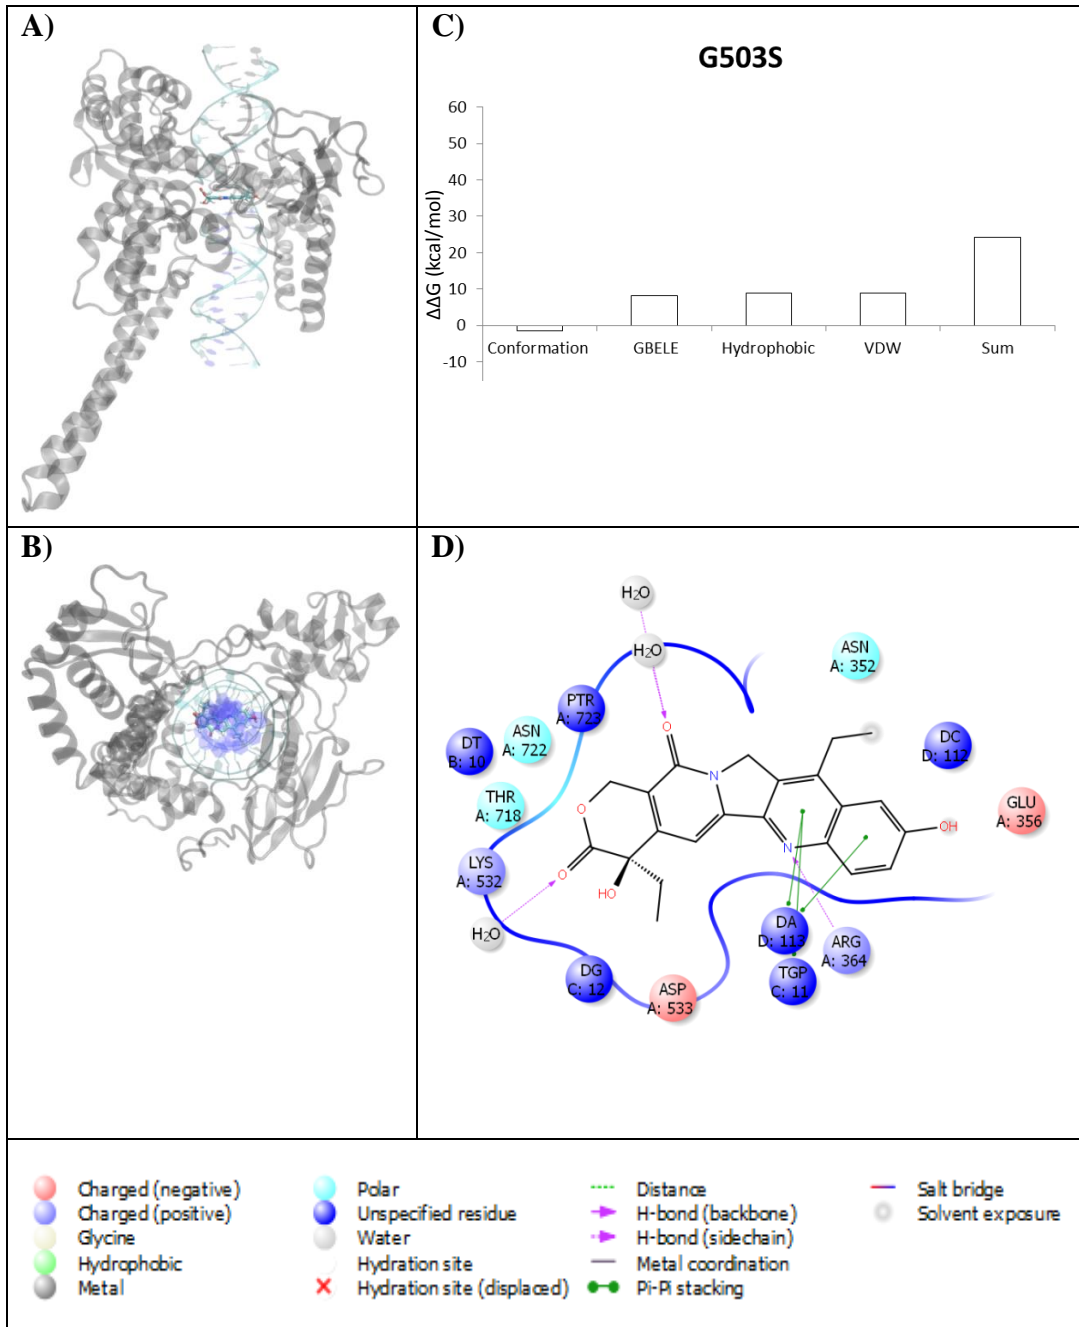 A)
C)
G503S
ΔΔG (kcal/mol)
60
50
40
30
20
10
0
-10
Conformation GBELE Hydrophobic VDW Sum
B)
D)
H2O
H2O
ASN
A: 352
PTR
A: 723
ASN
A: 722
DT
B: 10
DC
D: 112
THR
A: 718
GLU
A: 356
O
O
N
OH
LYS
A: 532
O
N
HO
H2O
DA
D: 113
ARG
A: 364
DG
C: 12
ASP
A: 533
TGP
C: 11
Charged (negative)
Charged (positive)
Glycine
Hydrophobic
Metal
Polar
Unspecified residue
Water
Hydration site
Hydration site (displaced)
Distance
H-bond (backbone)
H-bond (sidechain)
Metal coordination
Pi-Pi stacking
Salt bridge
Solvent exposure